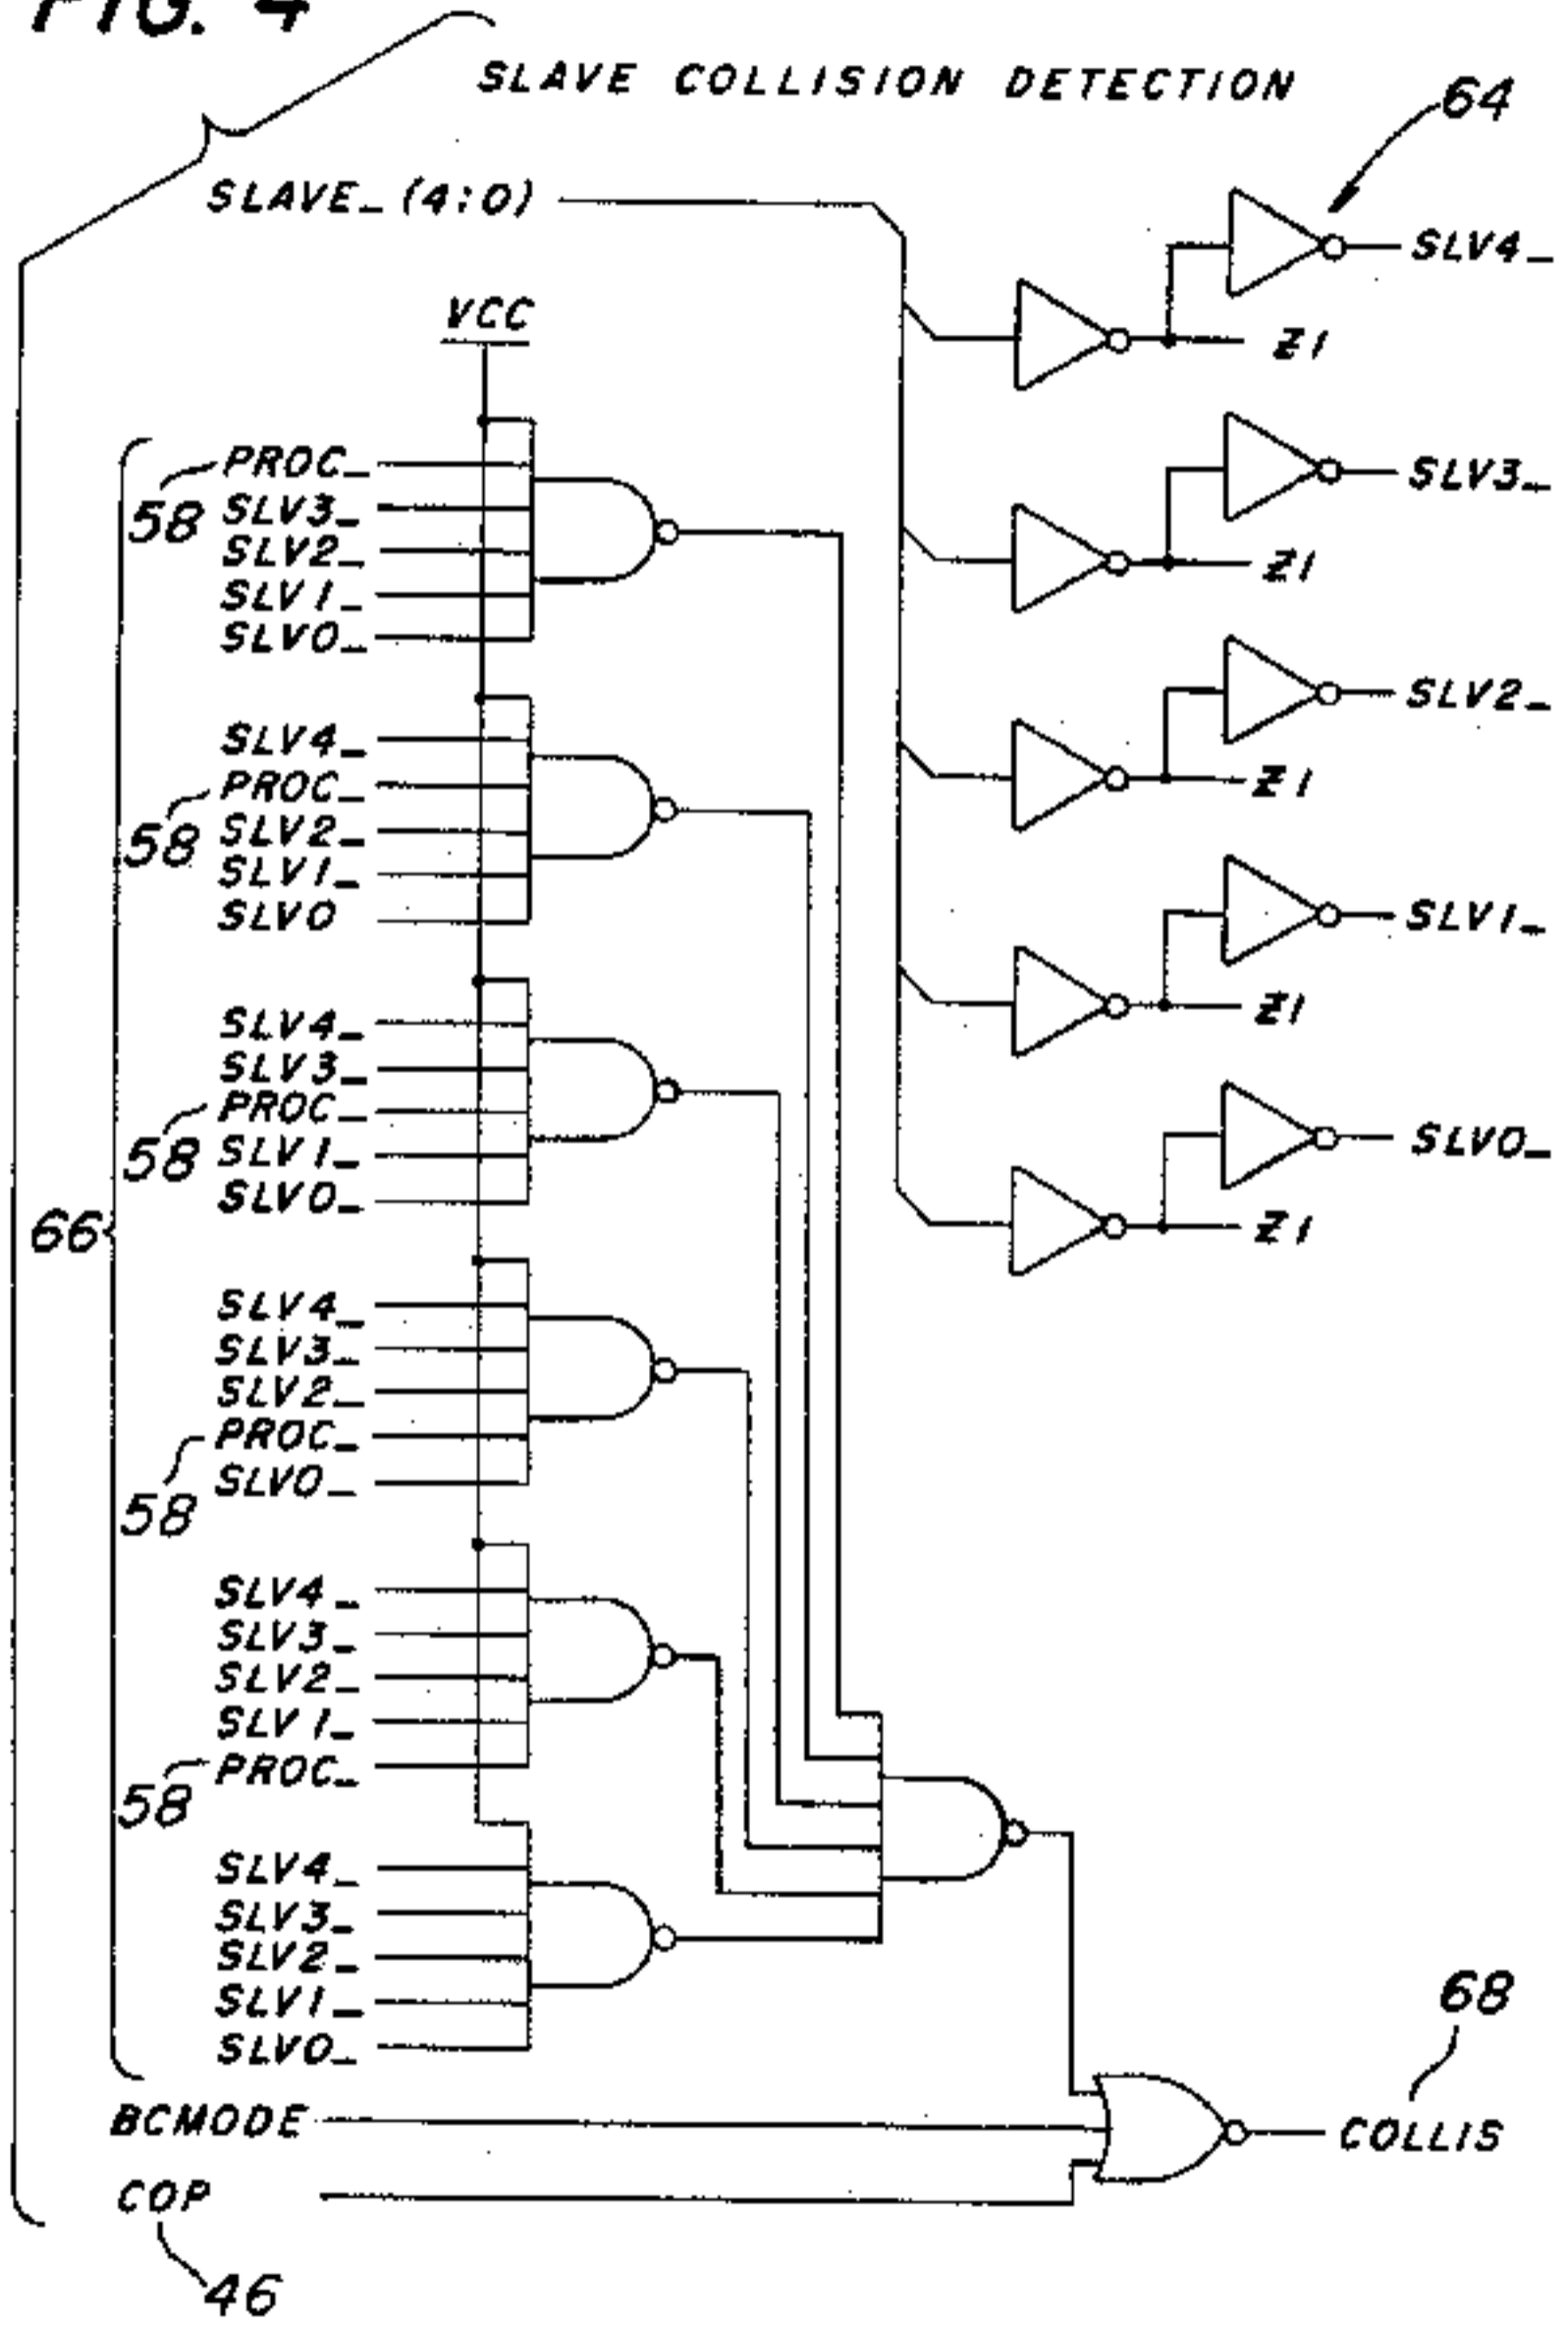 FIG. 4
SLAVE COLLISION DETECTION
64
SLAVE_(4:0)
SLV4_
Z1
VCC
SLV3_
Z1
SLV2_
Z1
SLV1_
Z1
SLV0_
Z1
58 PROC_
SLV3_
SLV2_
SLV1_
SLV0_
SLV4_
58 PROC_
SLV2_
SLV1_
SLV0
SLV4_
SLV3_
58 PROC_
SLV1_
SLV0_
66
SLV4_
SLV3_
SLV2_
58 PROC_
SLV0_
SLV4_
SLV3_
SLV2_
SLV1_
58 PROC_
SLV4_
SLV3_
SLV2_
SLV1_
SLV0_
68
BCMODE
COLLIS
COP
46